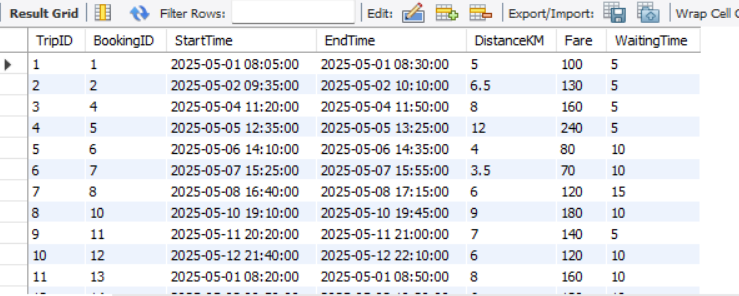 Result Grid Filter Rows: Edit: Export/Import: Wrap Cell
TripID BookingID StartTime EndTime DistanceKM Fare WaitingTime
1 1 2025-05-01 08:05:00 2025-05-01 08:30:00 5 100 5
2 2 2025-05-02 09:35:00 2025-05-02 10:10:00 6.5 130 5
3 4 2025-05-04 11:20:00 2025-05-04 11:50:00 8 160 5
4 5 2025-05-05 12:35:00 2025-05-05 13:25:00 12 240 5
5 6 2025-05-06 14:10:00 2025-05-06 14:35:00 4 80 10
6 7 2025-05-07 15:25:00 2025-05-07 15:55:00 3.5 70 10
7 8 2025-05-08 16:40:00 2025-05-08 17:15:00 6 120 15
8 10 2025-05-10 19:10:00 2025-05-10 19:45:00 9 180 10
9 11 2025-05-11 20:20:00 2025-05-11 21:00:00 7 140 5
10 12 2025-05-12 21:40:00 2025-05-12 22:10:00 6 120 10
11 13 2025-05-01 08:20:00 2025-05-01 08:50:00 8 160 10